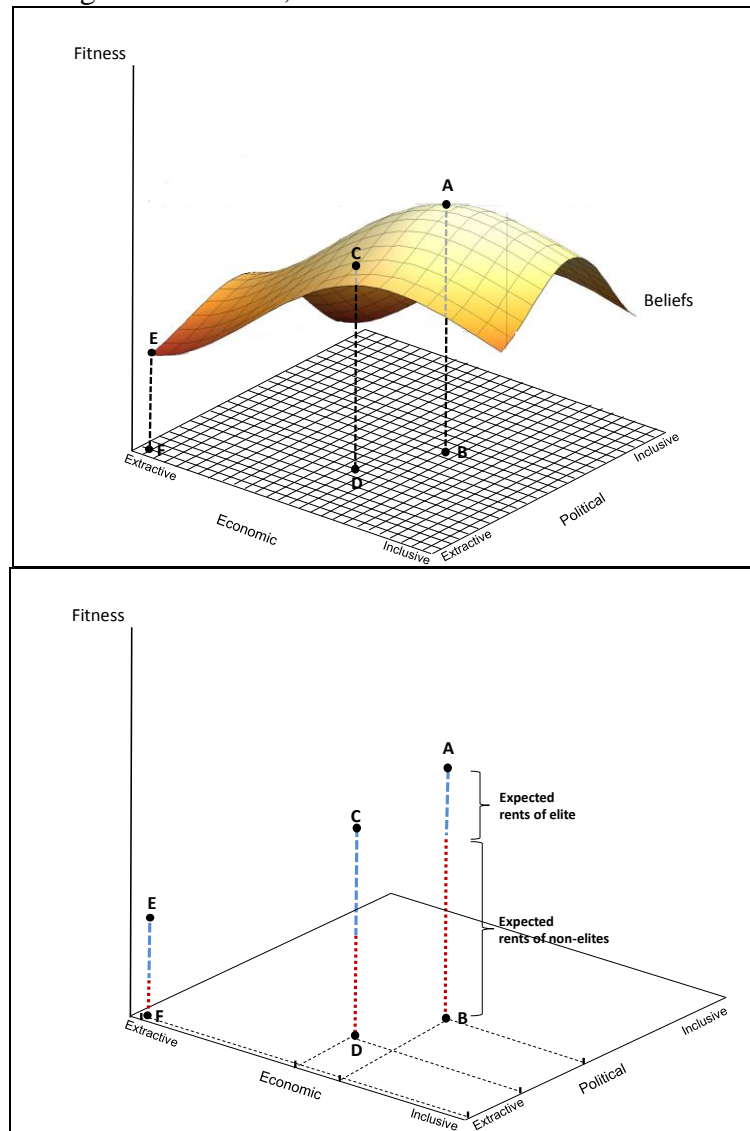 Fitness
A
C
Beliefs
E
F
B
D
Extractive
Economic
Inclusive
Extractive
Political
Inclusive
Fitness
A
Expected
rents of elite
C
E
Expected
rents of non-elites
F
B
D
Extractive
Economic
Inclusive
Extractive
Political
Inclusive